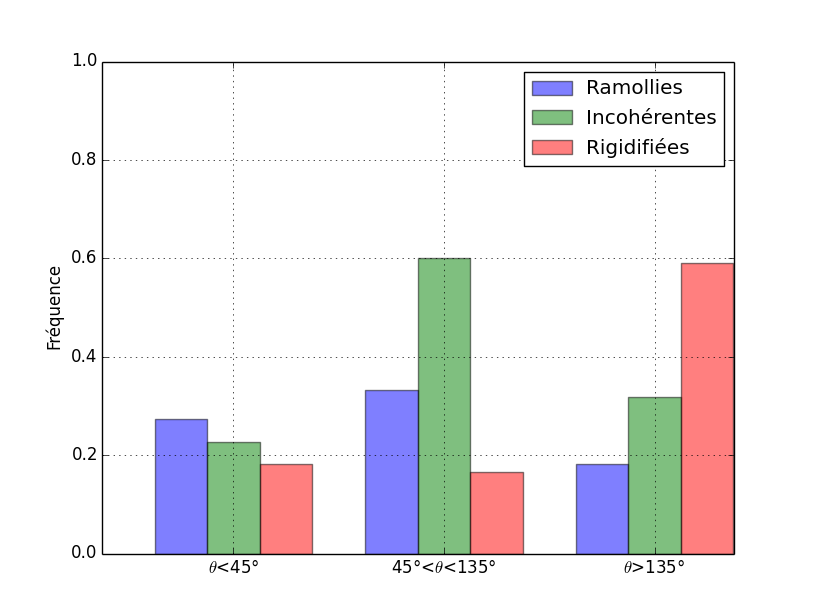 1.0
0.8
0.6
0.4
0.2
0.0
Fréquence
Ramollies
Incohérentes
Rigidifiées
θ<45° 45°<θ<135° θ>135°